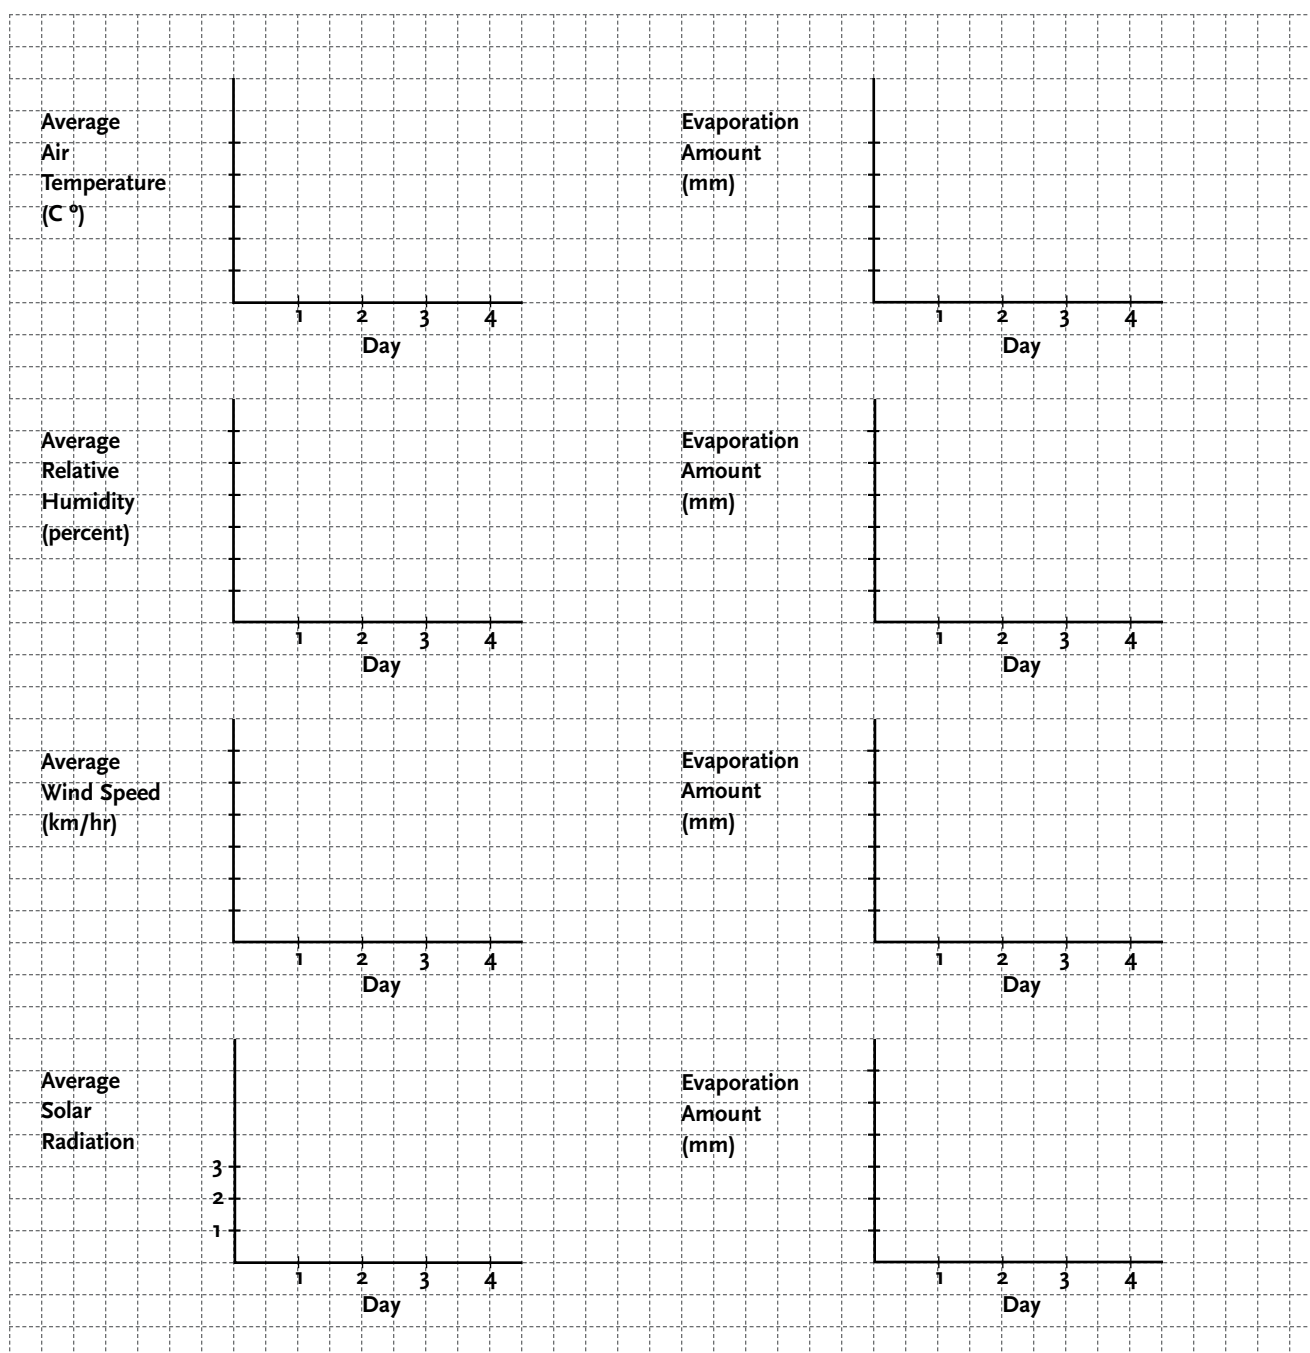 Average
Air
Temperature
(C º)
1 2 3 4
Day
Evaporation
Amount
(mm)
1 2 3 4
Day
Average
Relative
Humidity
(percent)
1 2 3 4
Day
Evaporation
Amount
(mm)
1 2 3 4
Day
Average
Wind Speed
(km/hr)
1 2 3 4
Day
Evaporation
Amount
(mm)
1 2 3 4
Day
Average
Solar
Radiation
3
2
1
1 2 3 4
Day
Evaporation
Amount
(mm)
1 2 3 4
Day